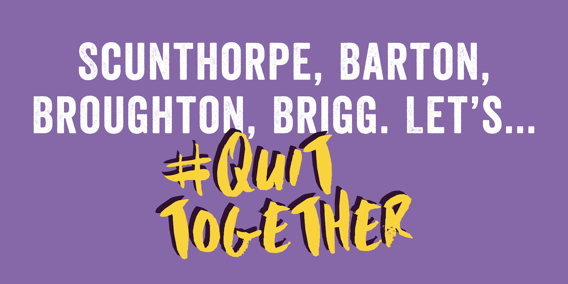 SCUNTHORPE, BARTON,
BROUGHTON, BRIGG. LET'S...
#QUIT
TOGETHER